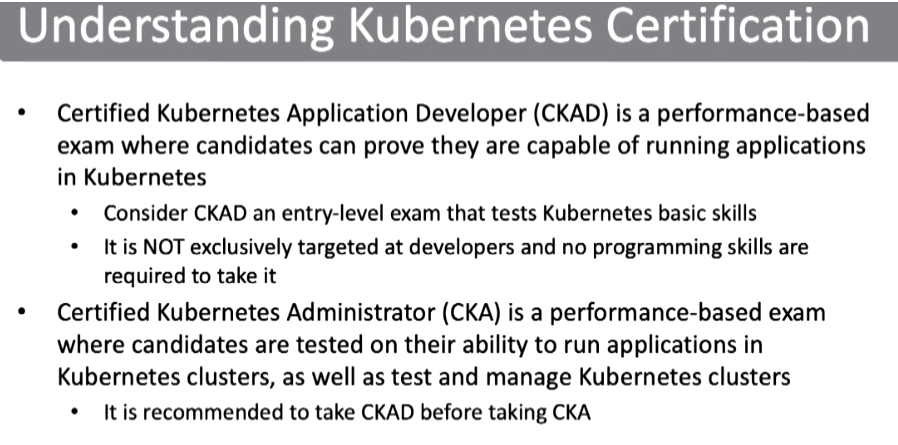 Understanding Kubernetes Certification
• Certified Kubernetes Application Developer (CKAD) is a performance-based
exam where candidates can prove they are capable of running applications
in Kubernetes
• Consider CKAD an entry-level exam that tests Kubernetes basic skills
• It is NOT exclusively targeted at developers and no programming skills are
required to take it
• Certified Kubernetes Administrator (CKA) is a performance-based exam
where candidates are tested on their ability to run applications in
Kubernetes clusters, as well as test and manage Kubernetes clusters
• It is recommended to take CKAD before taking CKA